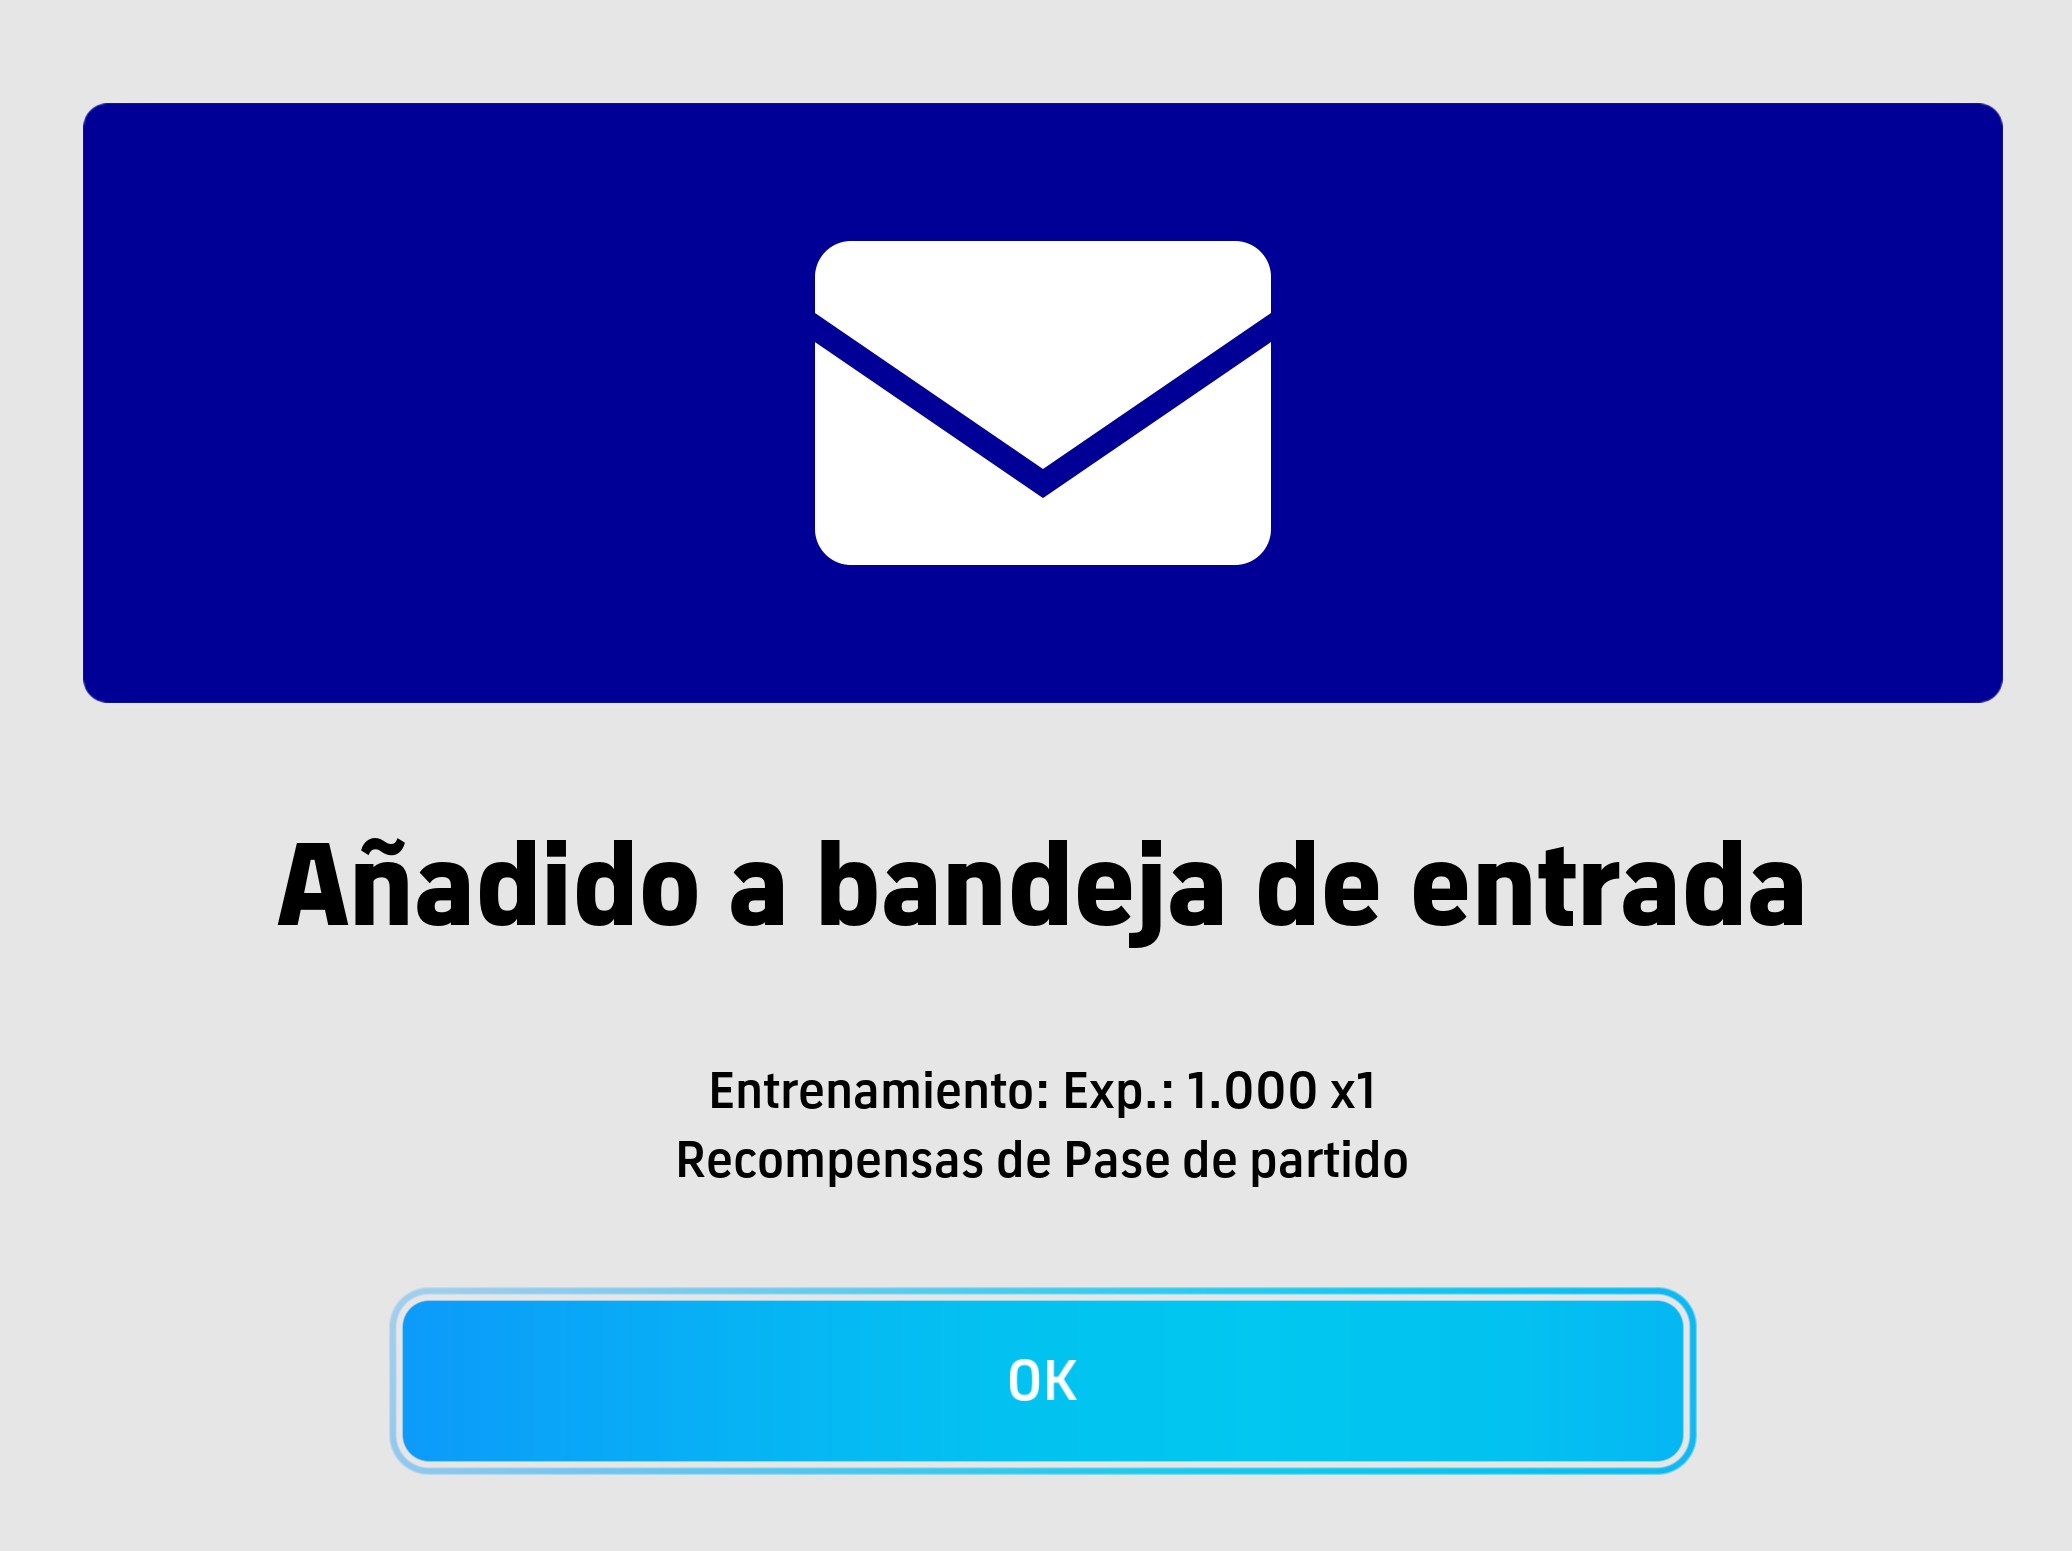 Añadido a bandeja de entrada
Entrenamiento: Exp.: 1.000 x1
Recompensas de Pase de partido
OK